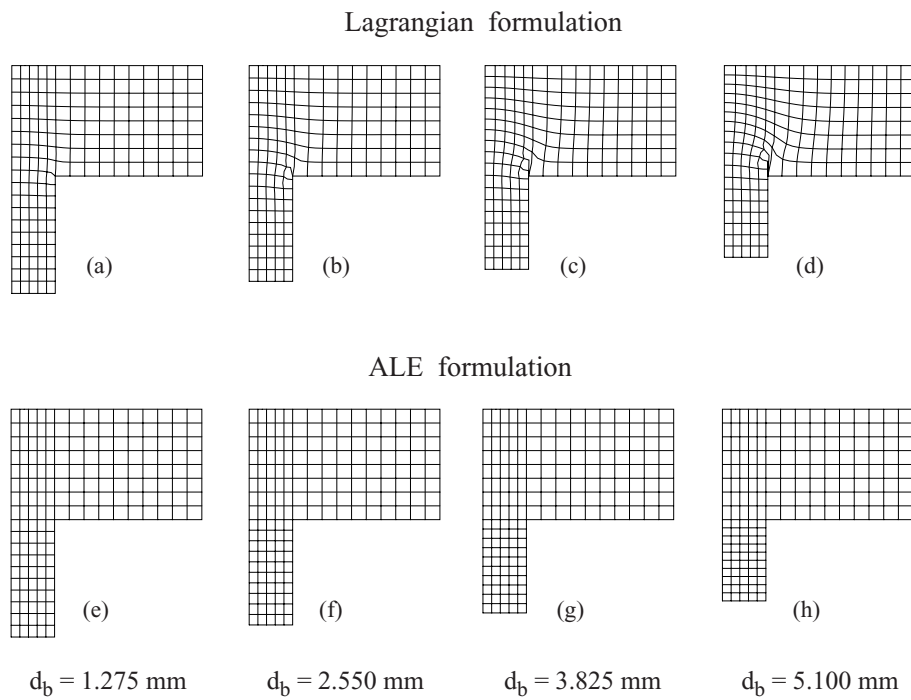 Lagrangian formulation
(a) (b) (c) (d)
ALE formulation
(e) (f) (g) (h)
d_b = 1.275 mm d_b = 2.550 mm d_b = 3.825 mm d_b = 5.100 mm